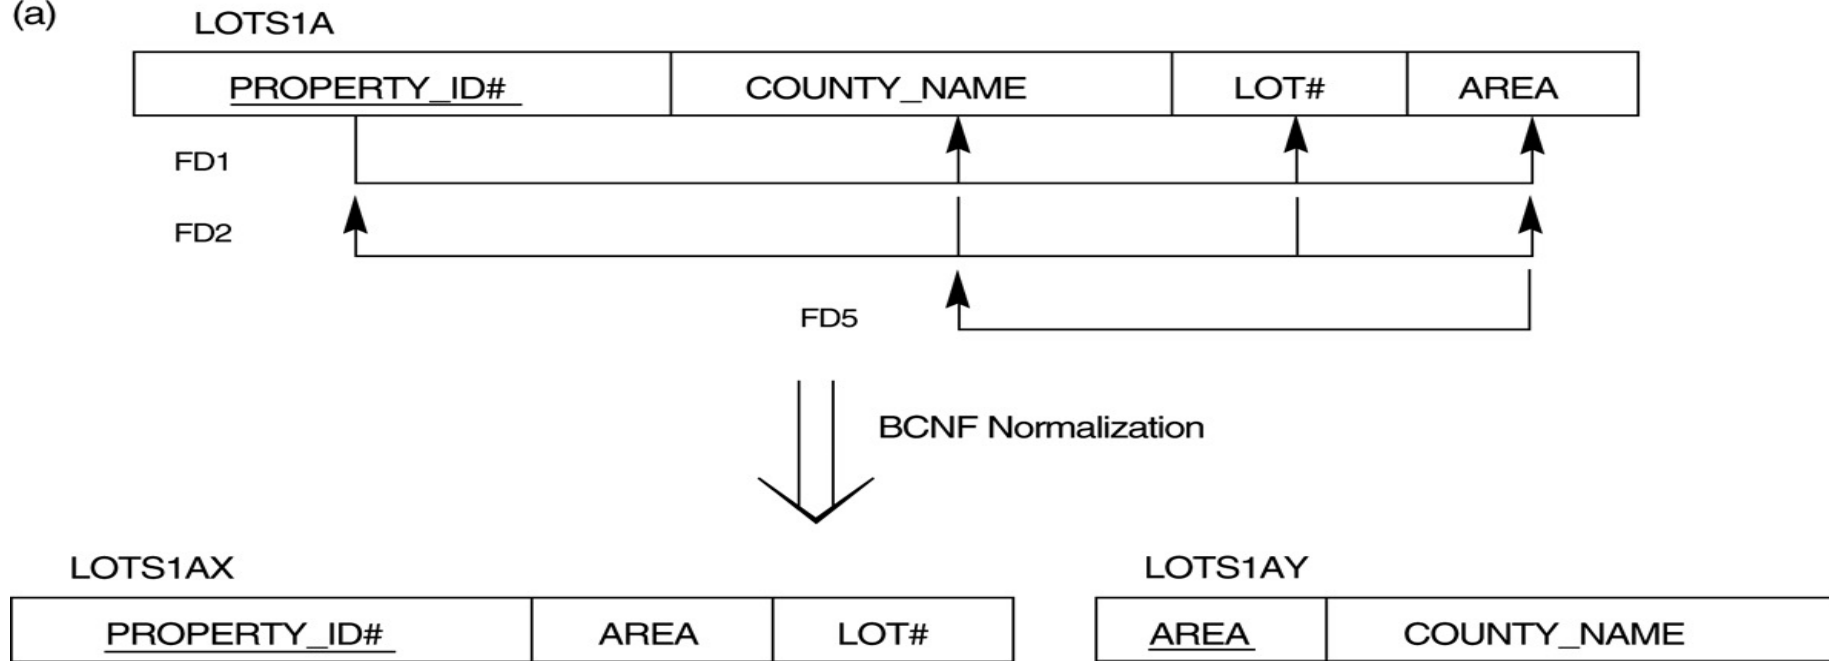 (a)
LOTS1A
PROPERTY_ID# COUNTY_NAME LOT# AREA
FD1
FD2
FD5
BCNF Normalization
LOTS1AX LOTS1AY
PROPERTY_ID# AREA LOT# AREA COUNTY_NAME